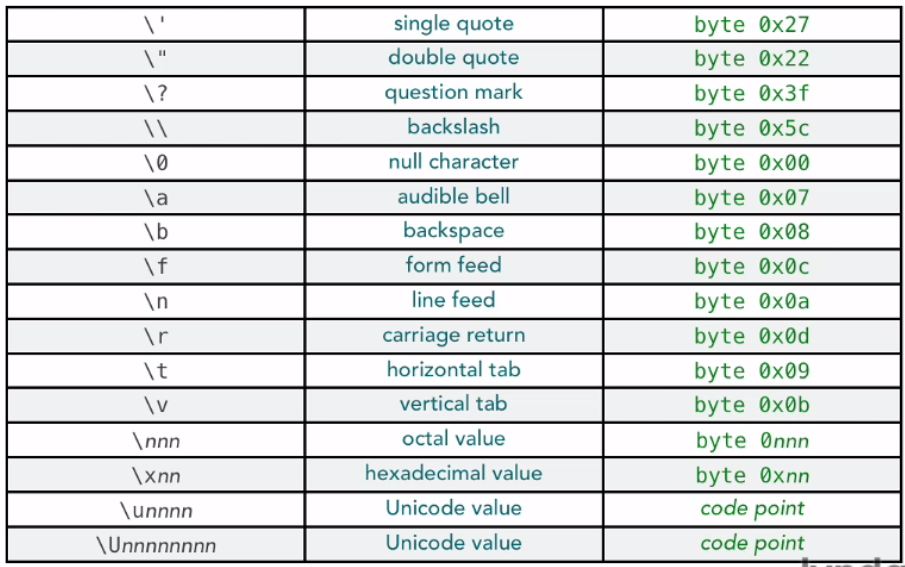 \' single quote byte 0x27
\" double quote byte 0x22
\? question mark byte 0x3f
\\ backslash byte 0x5c
\0 null character byte 0x00
\a audible bell byte 0x07
\b backspace byte 0x08
\f form feed byte 0x0c
\n line feed byte 0x0a
\r carriage return byte 0x0d
\t horizontal tab byte 0x09
\v vertical tab byte 0x0b
\nnn octal value byte 0nnn
\xnn hexadecimal value byte 0xnn
\unnnn Unicode value code point
\Unnnnnnnn Unicode value code point